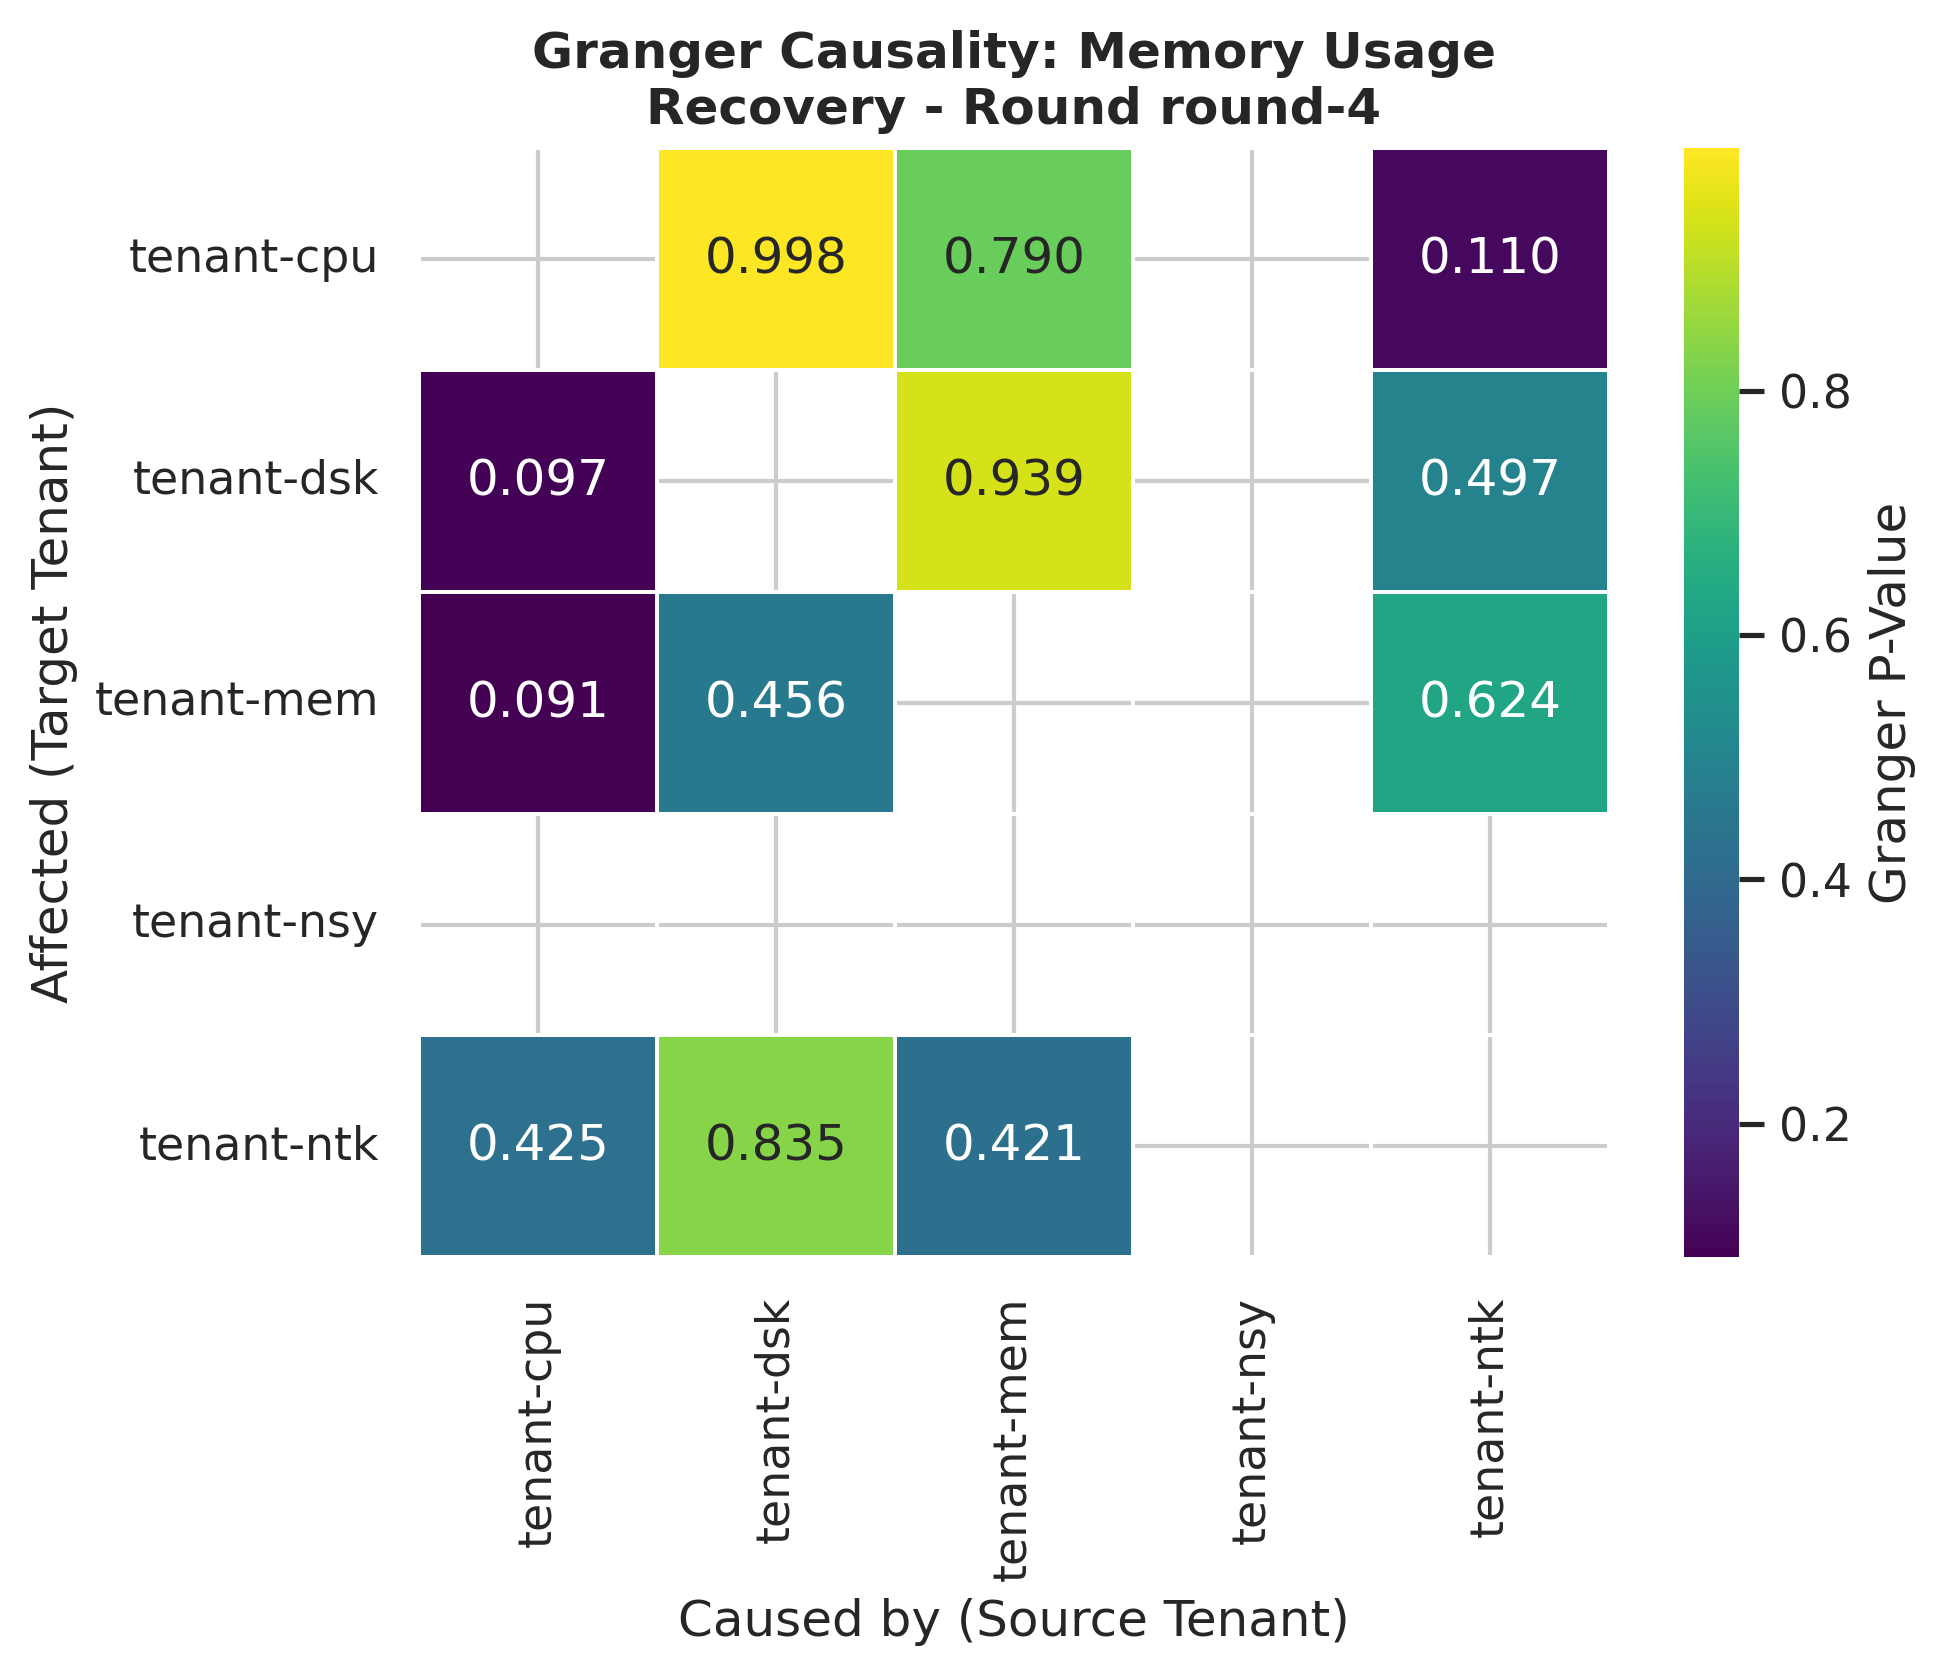 Granger Causality: Memory Usage
Recovery - Round round-4
tenant-cpu
0.998
0.790
0.110
tenant-dsk
0.097
0.939
0.497
tenant-mem
0.091
0.456
0.624
tenant-nsy
tenant-ntk
0.425
0.835
0.421
Affected (Target Tenant)
tenant-cpu
tenant-dsk
tenant-mem
tenant-nsy
tenant-ntk
Caused by (Source Tenant)
0.8
0.6
0.4
0.2
Granger P-Value